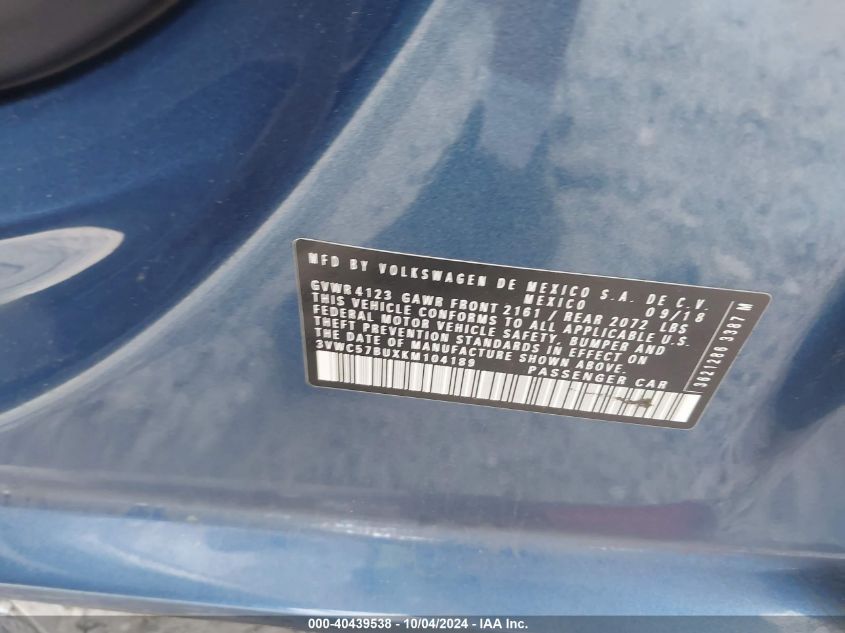 MFD BY VOLKSWAGEN DE MEXICO S.A. DE C.V.
MEXICO 09/18
GVWR 4123 GAWR FRONT 2161 / REAR 2072 LBS
THIS VEHICLE CONFORMS TO ALL APPLICABLE U.S.
FEDERAL MOTOR VEHICLE SAFETY, BUMPER AND
THEFT PREVENTION STANDARDS IN EFFECT ON
THE DATE OF MANUFACTURE SHOWN ABOVE.
3VWC57BUXKM104189 PASSENGER CAR
3621286 3387 M
000-40439538 - 10/04/2024 - IAA Inc.